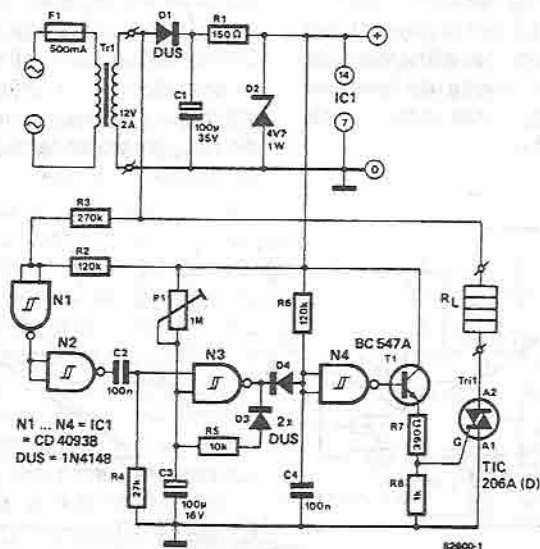 F1
500mA
Tr1
12V
2A
D1
DUS
R1
150Ω
C1
100µ
35V
D2
4V7
1W
+
14
IC1
7
0
R3
270k
R2
120k
N1
P1
1M
R6
120k
RL
N2
C2
100n
N3
D4
N4
BC 547A
T1
Tri1
A2
N1 ... N4 = IC1
= CD 4093B
DUS = 1N4148
D3
2x
DUS
R5
10k
R7
390Ω
G
A1
TIC
206A (D)
R4
27k
C3
100µ
16V
C4
100n
R8
1k
82600-1